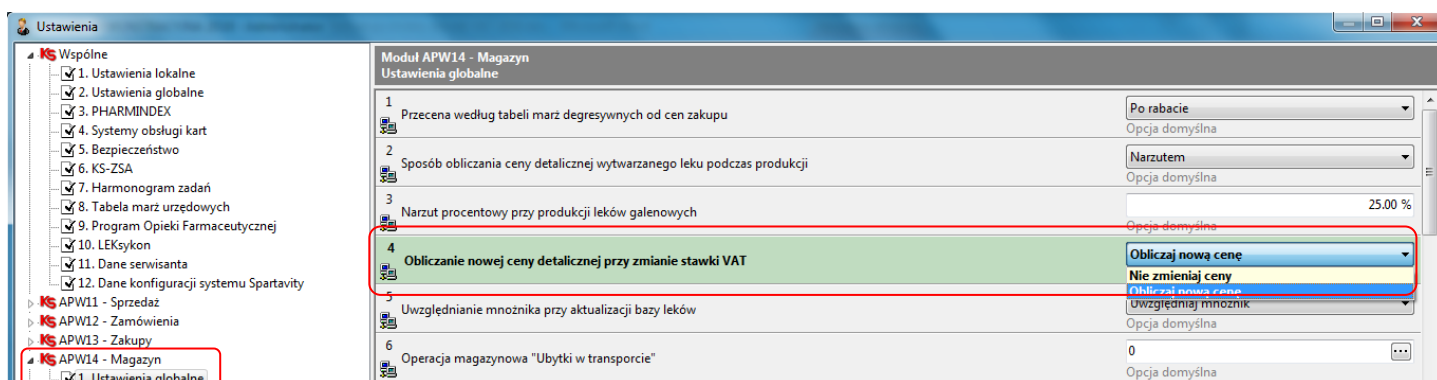 Ustawienia
KS Wspólne
1. Ustawienia lokalne
2. Ustawienia globalne
3. PHARMINDEX
4. Systemy obsługi kart
5. Bezpieczeństwo
6. KS-ZSA
7. Harmonogram zadań
8. Tabela marż urzędowych
9. Program Opieki Farmaceutycznej
10. LEKsykon
11. Dane serwisanta
12. Dane konfiguracji systemu Spartavity
KS APW11 - Sprzedaż
KS APW12 - Zamówienia
KS APW13 - Zakupy
KS APW14 - Magazyn
1. Ustawienia globalne
Moduł APW14 - Magazyn
Ustawienia globalne
1
Przecena według tabeli marż degresywnych od cen zakupu
Po rabacie
Opcja domyślna
2
Sposób obliczania ceny detalicznej wytwarzanego leku podczas produkcji
Narzutem
Opcja domyślna
3
Narzut procentowy przy produkcji leków galenowych
25.00 %
Opcja domyślna
4
Obliczanie nowej ceny detalicznej przy zmianie stawki VAT
Obliczaj nową cenę
Nie zmieniaj ceny
Obliczaj nową cenę
5
Uwzględnianie mnożnika przy aktualizacji bazy leków
Uwzględniaj mnożnik
Opcja domyślna
6
Operacja magazynowa "Ubytki w transporcie"
0
...
Opcja domyślna